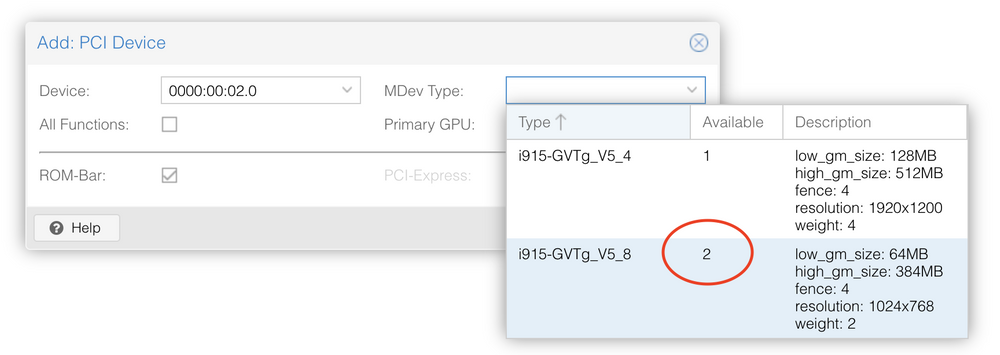 Add: PCI Device
Device: 0000:00:02.0 MDev Type:
All Functions: Primary GPU:
ROM-Bar: PCI-Express:
Help
Type Available Description
i915-GVTg_V5_4 1 low_gm_size: 128MB
high_gm_size: 512MB
fence: 4
resolution: 1920x1200
weight: 4
i915-GVTg_V5_8 2 low_gm_size: 64MB
high_gm_size: 384MB
fence: 4
resolution: 1024x768
weight: 2